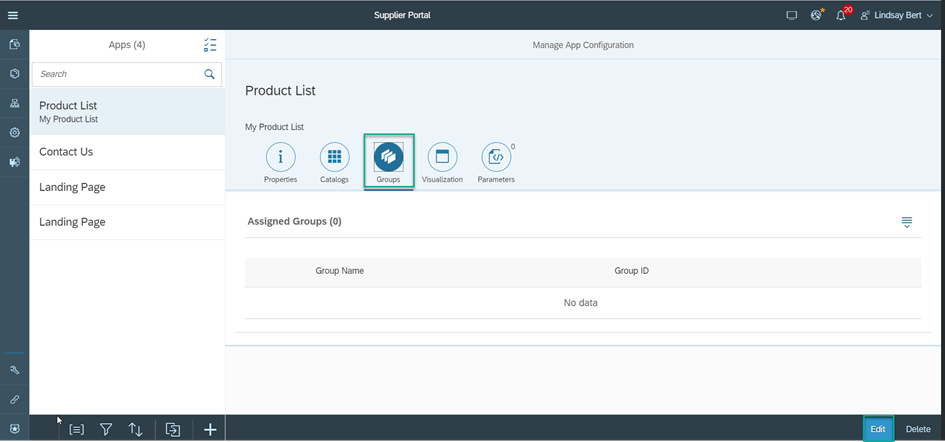 Supplier Portal
20
Lindsay Bert
Apps (4)
Manage App Configuration
Search
Product List
My Product List
Contact Us
Landing Page
Landing Page
Product List
My Product List
0
Properties
Catalogs
Groups
Visualization
Parameters
Assigned Groups (0)
Group Name
Group ID
No data
Edit
Delete